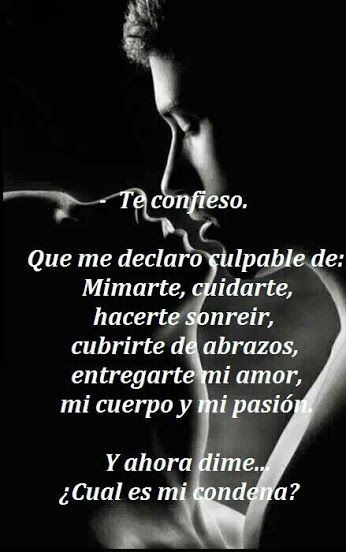 - Te confieso.
Que me declaro culpable de:
Mimarte, cuidarte,
hacerte sonreir,
cubrirte de abrazos,
entregarte mi amor,
mi cuerpo y mi pasión.
Y ahora dime...
¿Cual es mi condena?